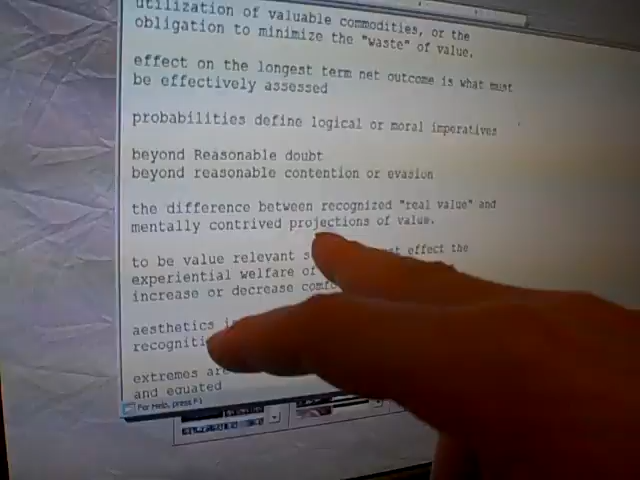 utilization of valuable commodities, or the
obligation to minimize the "waste" of value.
effect on the longest term net outcome is what must
be effectively assessed
probabilities define logical or moral imperatives
beyond Reasonable doubt
beyond reasonable contention or evasion
the difference between recognized "real value" and
mentally contrived projections of value.
to be value relevant effect the
experiential welfare of
increase or decrease
aesthetics
extremes are
and equated
For Help, press F1